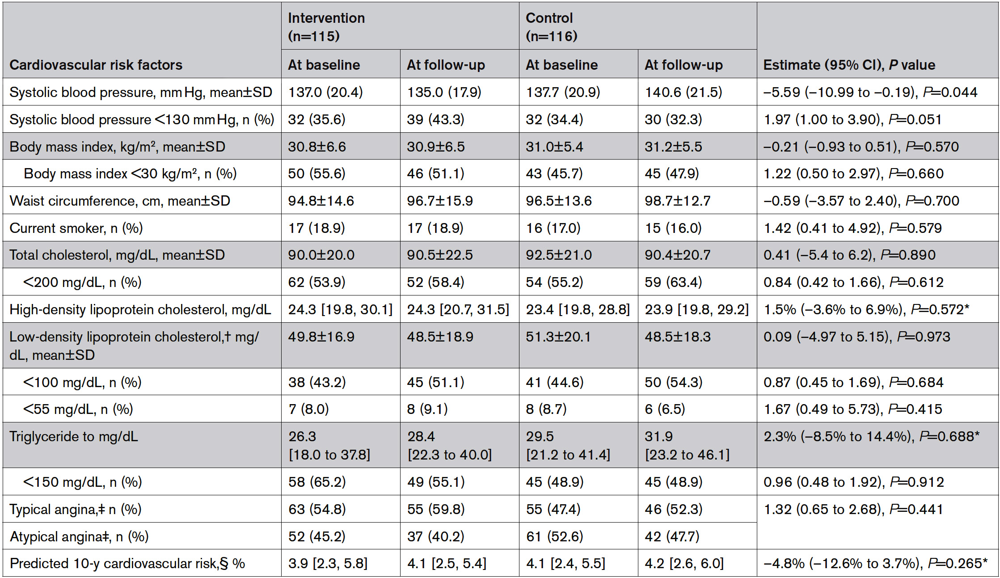 Intervention
(n=115)
Control
(n=116)
Cardiovascular risk factors At baseline At follow-up At baseline At follow-up Estimate (95% CI), P value
Systolic blood pressure, mm Hg, mean±SD 137.0 (20.4) 135.0 (17.9) 137.7 (20.9) 140.6 (21.5) −5.59 (−10.99 to −0.19), P=0.044
Systolic blood pressure <130 mm Hg, n (%) 32 (35.6) 39 (43.3) 32 (34.4) 30 (32.3) 1.97 (1.00 to 3.90), P=0.051
Body mass index, kg/m², mean±SD 30.8±6.6 30.9±6.5 31.0±5.4 31.2±5.5 −0.21 (−0.93 to 0.51), P=0.570
Body mass index <30 kg/m², n (%) 50 (55.6) 46 (51.1) 43 (45.7) 45 (47.9) 1.22 (0.50 to 2.97), P=0.660
Waist circumference, cm, mean±SD 94.8±14.6 96.7±15.9 96.5±13.6 98.7±12.7 −0.59 (−3.57 to 2.40), P=0.700
Current smoker, n (%) 17 (18.9) 17 (18.9) 16 (17.0) 15 (16.0) 1.42 (0.41 to 4.92), P=0.579
Total cholesterol, mg/dL, mean±SD 90.0±20.0 90.5±22.5 92.5±21.0 90.4±20.7 0.41 (−5.4 to 6.2), P=0.890
<200 mg/dL, n (%) 62 (53.9) 52 (58.4) 54 (55.2) 59 (63.4) 0.84 (0.42 to 1.66), P=0.612
High-density lipoprotein cholesterol, mg/dL 24.3 [19.8, 30.1] 24.3 [20.7, 31.5] 23.4 [19.8, 28.8] 23.9 [19.8, 29.2] 1.5% (−3.6% to 6.9%), P=0.572*
Low-density lipoprotein cholesterol,† mg/ 49.8±16.9 48.5±18.9 51.3±20.1 48.5±18.3 0.09 (−4.97 to 5.15), P=0.973
dL, mean±SD
<100 mg/dL, n (%) 38 (43.2) 45 (51.1) 41 (44.6) 50 (54.3) 0.87 (0.45 to 1.69), P=0.684
<55 mg/dL, n (%) 7 (8.0) 8 (9.1) 8 (8.7) 6 (6.5) 1.67 (0.49 to 5.73), P=0.415
Triglyceride to mg/dL 26.3 28.4 29.5 31.9 2.3% (−8.5% to 14.4%), P=0.688*
[18.0 to 37.8] [22.3 to 40.0] [21.2 to 41.4] [23.2 to 46.1]
<150 mg/dL, n (%) 58 (65.2) 49 (55.1) 45 (48.9) 45 (48.9) 0.96 (0.48 to 1.92), P=0.912
Typical angina,‡ n (%) 63 (54.8) 55 (59.8) 55 (47.4) 46 (52.3) 1.32 (0.65 to 2.68), P=0.441
Atypical angina‡, n (%) 52 (45.2) 37 (40.2) 61 (52.6) 42 (47.7)
Predicted 10-y cardiovascular risk,§ % 3.9 [2.3, 5.8] 4.1 [2.5, 5.4] 4.1 [2.4, 5.5] 4.2 [2.6, 6.0] −4.8% (−12.6% to 3.7%), P=0.265*